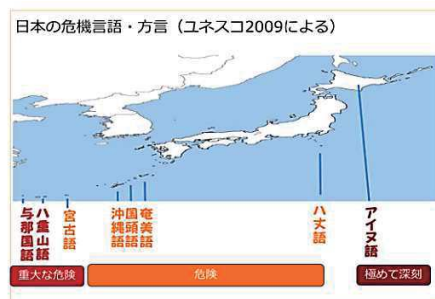 日本の危機言語・方言（ユネスコ2009による）
与那国語
八重山語
宮古語
沖縄語
国頭語
奄美語
八丈語
アイヌ語
重大な危険
危険
極めて深刻